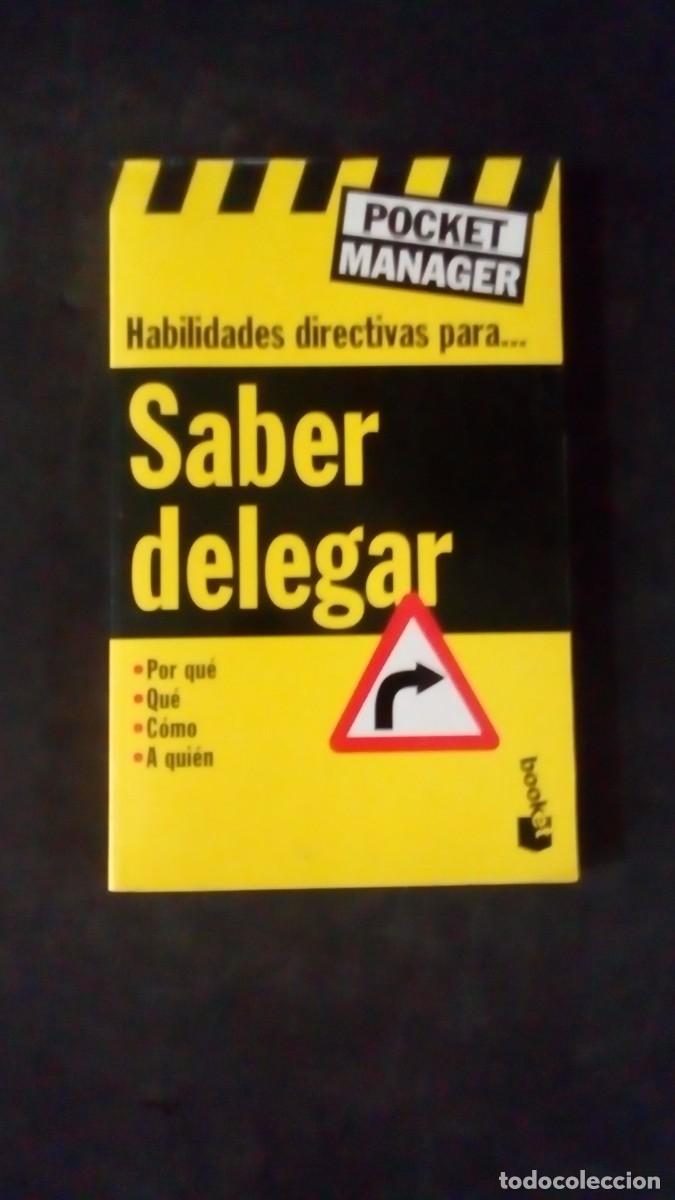 POCKET
MANAGER
Habilidades directivas para...
Saber
delegar
• Por qué
• Qué
• Cómo
• A quién
booket
todocoleccion